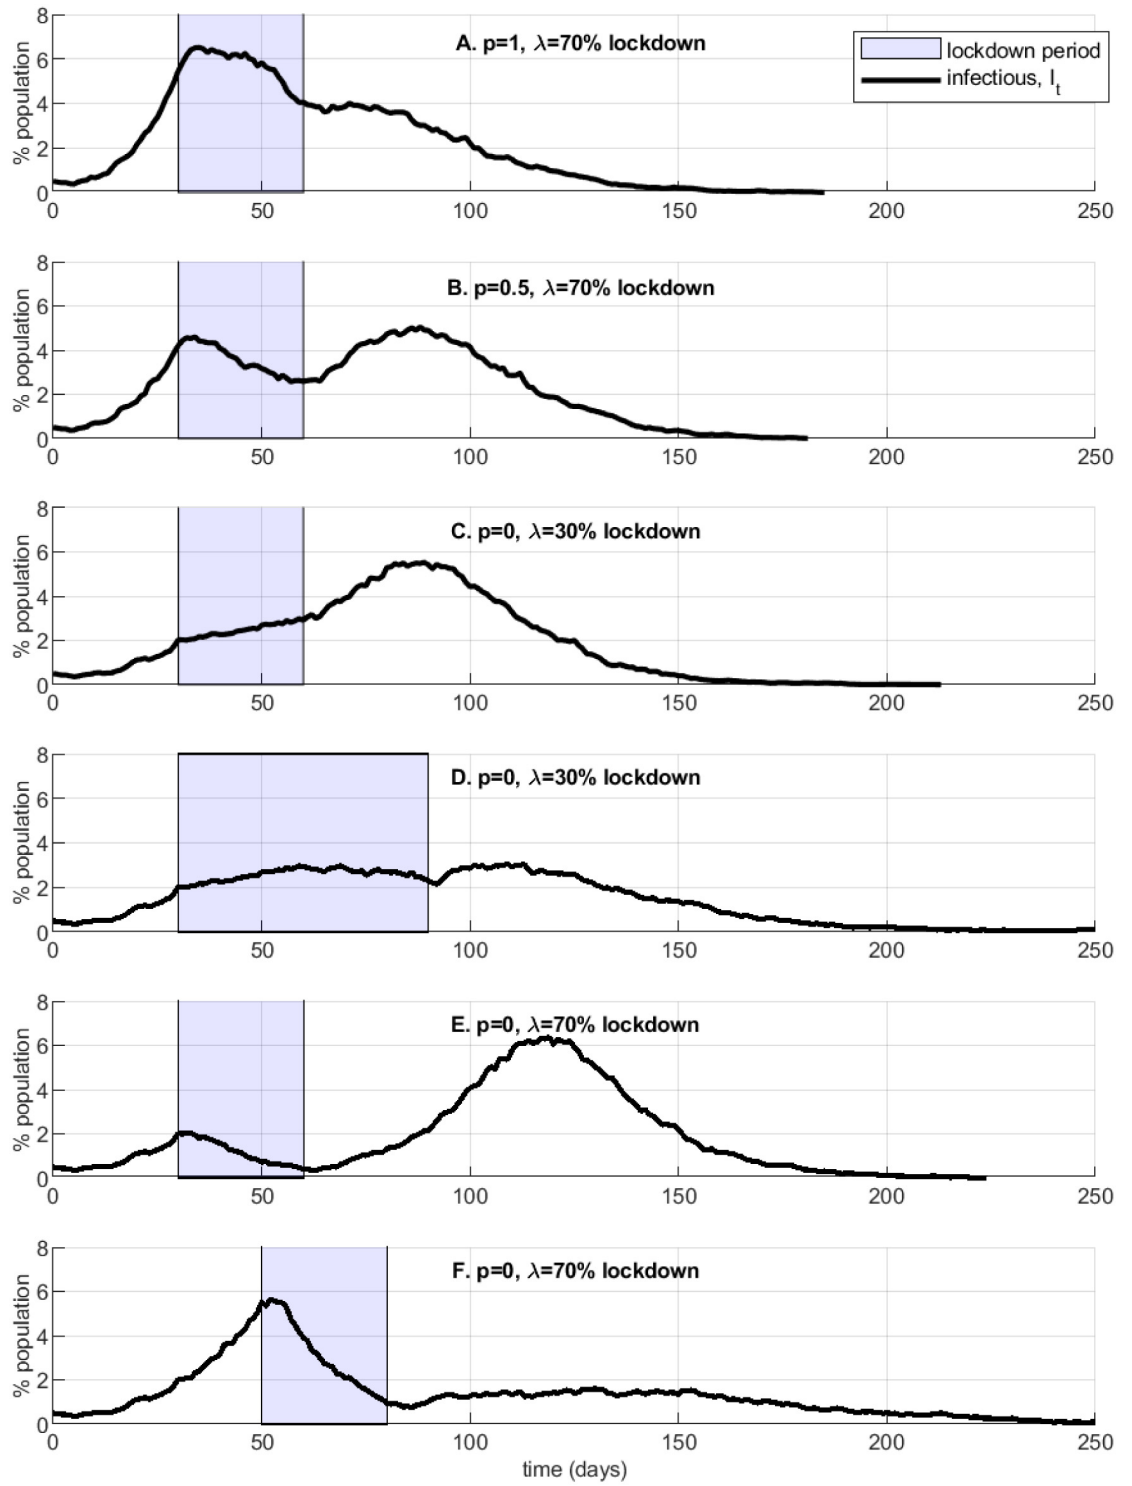 A. p=1, λ=70% lockdown
lockdown period
infectious, I_t
% population
8
6
4
2
0
0 50 100 150 200 250
B. p=0.5, λ=70% lockdown
% population
8
6
4
2
0
0 50 100 150 200 250
C. p=0, λ=30% lockdown
% population
8
6
4
2
0
0 50 100 150 200 250
D. p=0, λ=30% lockdown
% population
8
6
4
2
0
0 50 100 150 200 250
E. p=0, λ=70% lockdown
% population
8
6
4
2
0
0 50 100 150 200 250
F. p=0, λ=70% lockdown
% population
8
6
4
2
0
0 50 100 150 200 250
time (days)